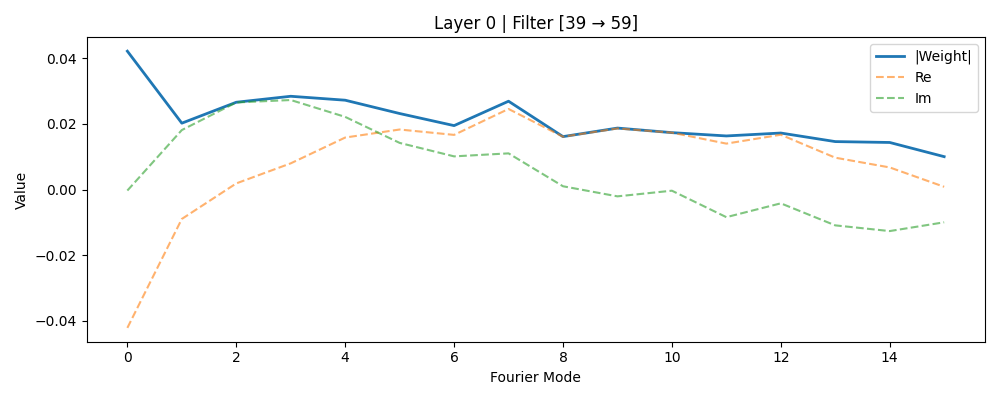 Layer 0 | Filter [39 → 59]
|Weight|
Re
Im
0.04
0.02
0.00
−0.02
−0.04
Value
0 2 4 6 8 10 12 14
Fourier Mode